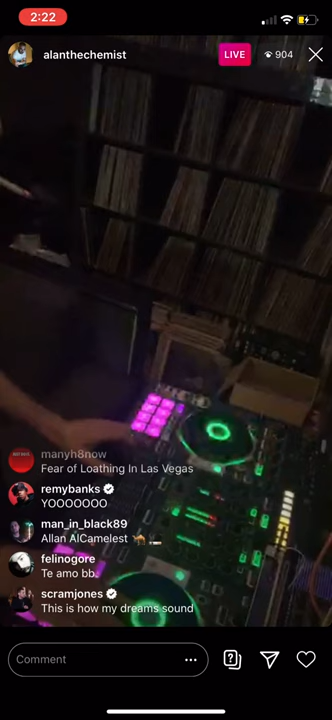 2:22
alanthechemist
LIVE
904
manyh8now
Fear of Loathing In Las Vegas
remybanks
YOOOOOOO
man_in_black89
Allan AlCamelest 🐪🚬
felinogore
Te amo bb.
scramjones
This is how my dreams sound
Comment